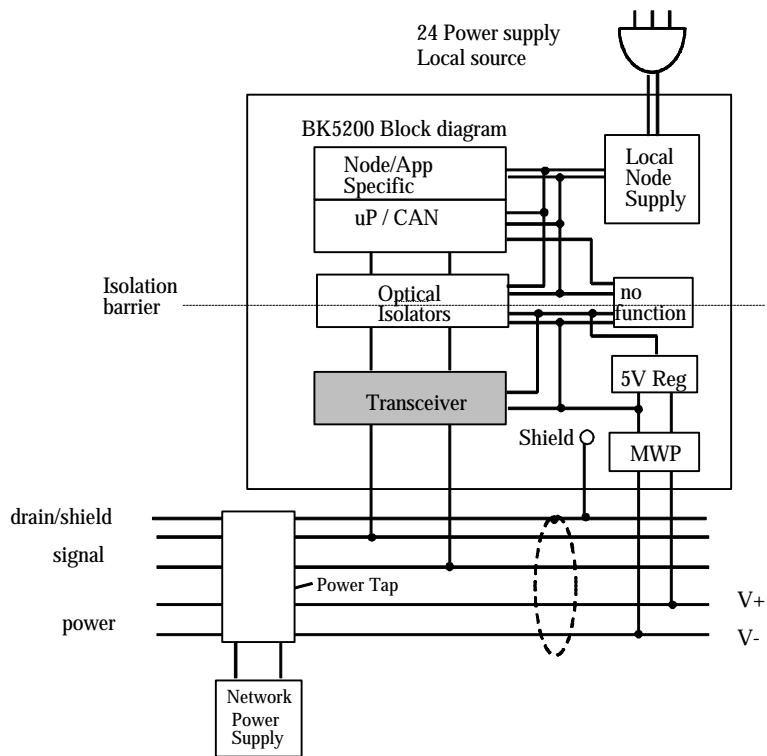 24 Power supply
Local source
BK5200 Block diagram
Node/App
Specific
Local
Node
Supply
uP / CAN
Isolation
barrier
Optical
Isolators
no
function
5V Reg
Transceiver
Shield
MWP
drain/shield
signal
Power Tap
power
V+
V-
Network
Power
Supply